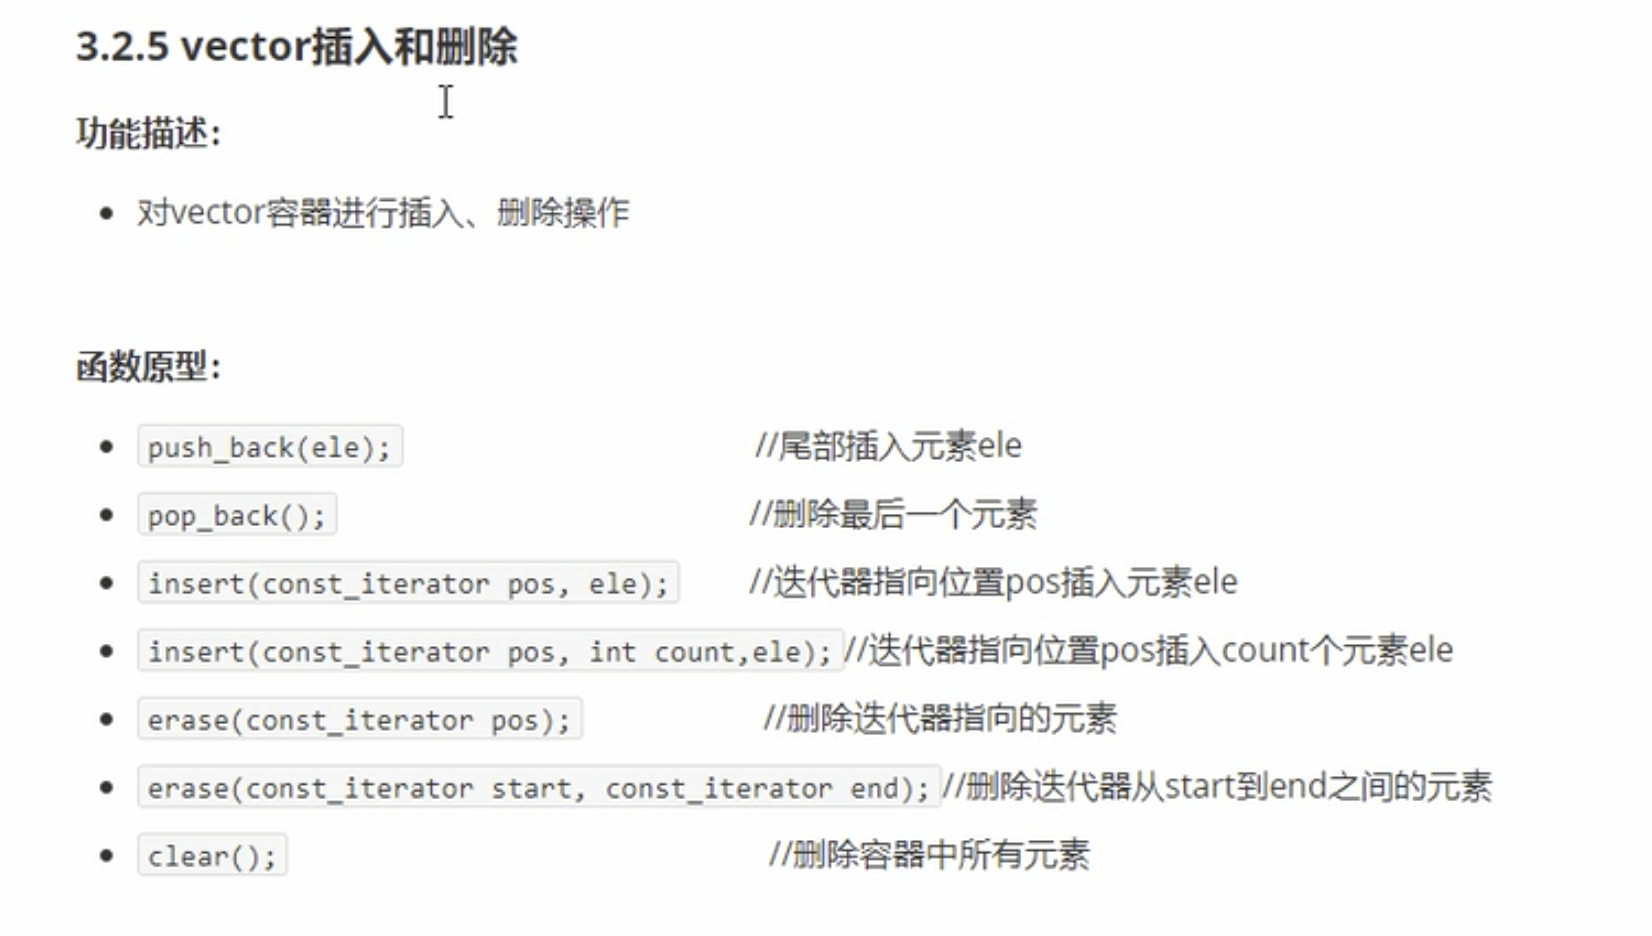 3.2.5 vector插入和删除
功能描述：
对vector容器进行插入、删除操作
函数原型：
push_back(ele); //尾部插入元素ele
pop_back(); //删除最后一个元素
insert(const_iterator pos, ele); //迭代器指向位置pos插入元素ele
insert(const_iterator pos, int count,ele); //迭代器指向位置pos插入count个元素ele
erase(const_iterator pos); //删除迭代器指向的元素
erase(const_iterator start, const_iterator end); //删除迭代器从start到end之间的元素
clear(); //删除容器中所有元素